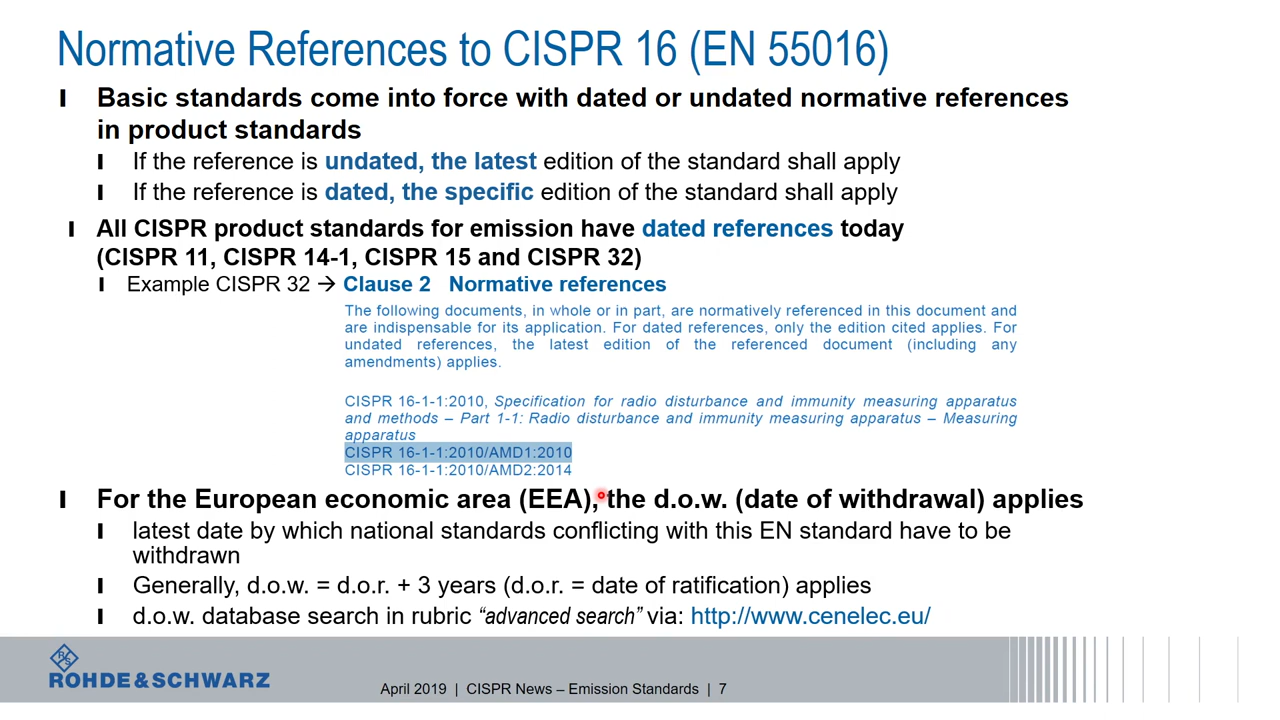 Normative References to CISPR 16 (EN 55016)
Basic standards come into force with dated or undated normative references
in product standards
If the reference is undated, the latest edition of the standard shall apply
If the reference is dated, the specific edition of the standard shall apply
All CISPR product standards for emission have dated references today
(CISPR 11, CISPR 14-1, CISPR 15 and CISPR 32)
Example CISPR 32 → Clause 2 Normative references
The following documents, in whole or in part, are normatively referenced in this document and
are indispensable for its application. For dated references, only the edition cited applies. For
undated references, the latest edition of the referenced document (including any
amendments) applies.
CISPR 16-1-1:2010, Specification for radio disturbance and immunity measuring apparatus
and methods – Part 1-1: Radio disturbance and immunity measuring apparatus – Measuring
apparatus
CISPR 16-1-1:2010/AMD1:2010
CISPR 16-1-1:2010/AMD2:2014
For the European economic area (EEA), the d.o.w. (date of withdrawal) applies
latest date by which national standards conflicting with this EN standard have to be
withdrawn
Generally, d.o.w. = d.o.r. + 3 years (d.o.r. = date of ratification) applies
d.o.w. database search in rubric “advanced search” via: http://www.cenelec.eu/
R S
ROHDE & SCHWARZ
April 2019 | CISPR News – Emission Standards | 7